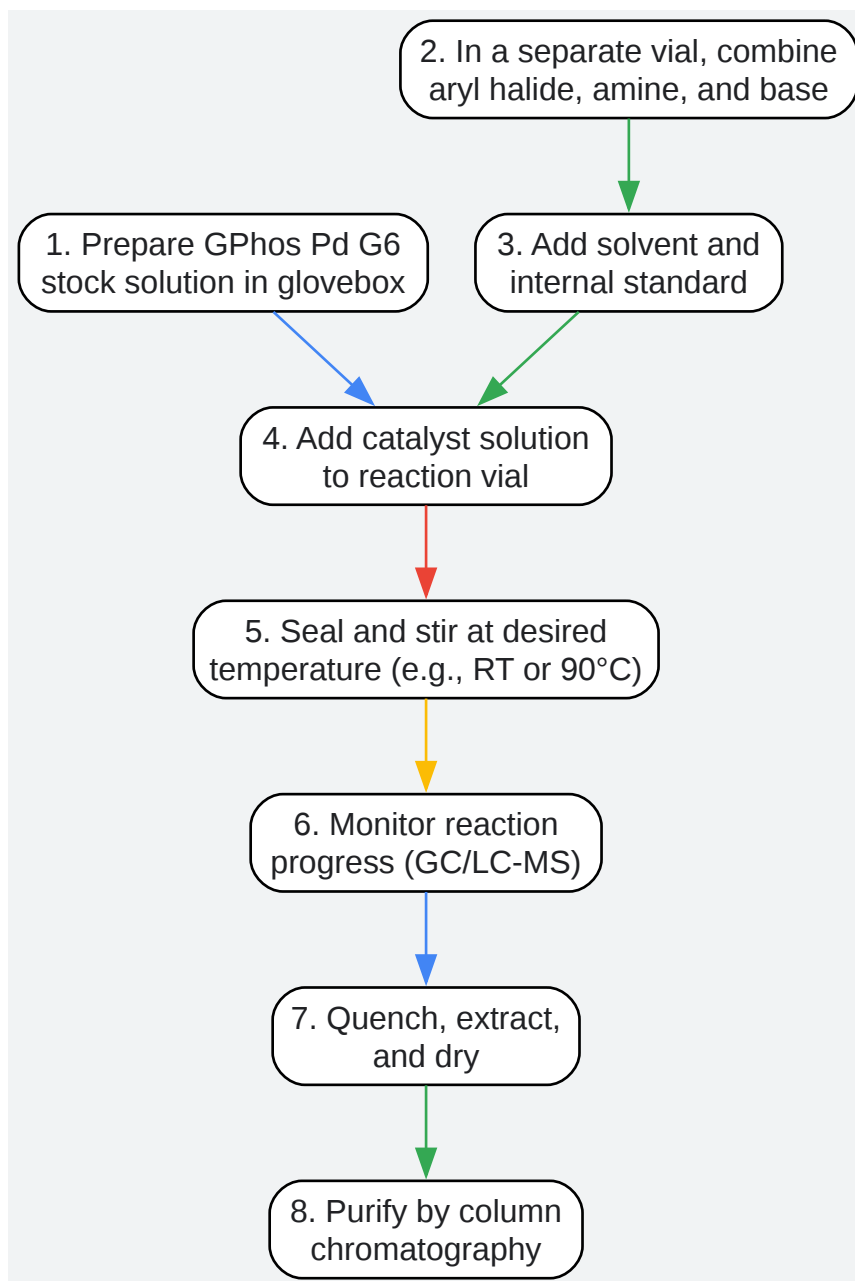 2. In a separate vial, combine
aryl halide, amine, and base
1. Prepare GPhos Pd G6
stock solution in glovebox
3. Add solvent and
internal standard
4. Add catalyst solution
to reaction vial
5. Seal and stir at desired
temperature (e.g., RT or 90°C)
6. Monitor reaction
progress (GC/LC-MS)
7. Quench, extract,
and dry
8. Purify by column
chromatography